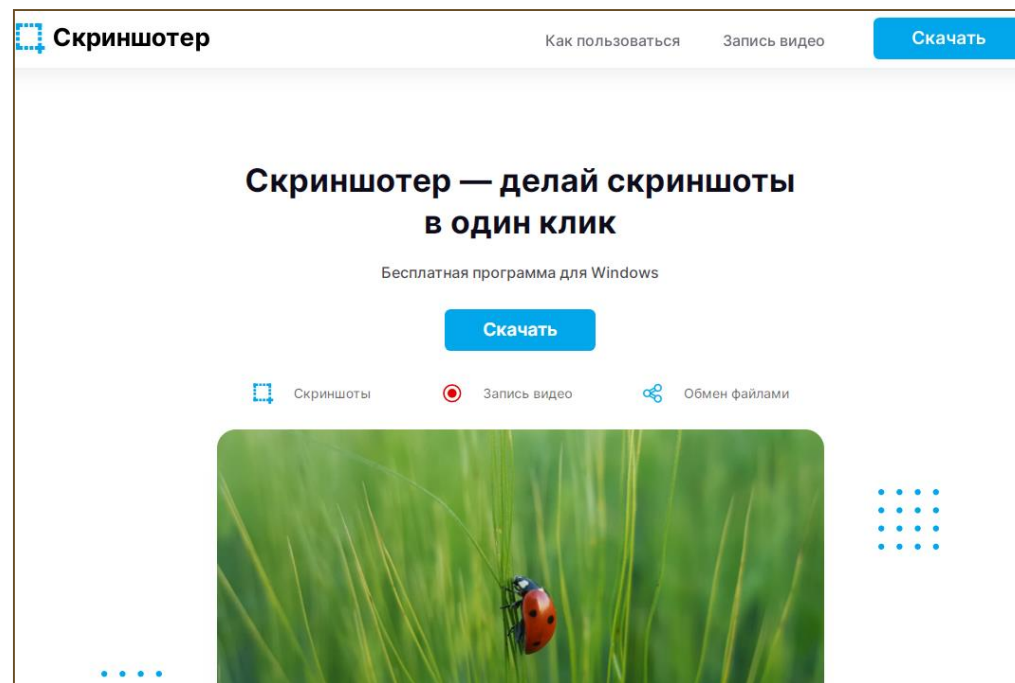 Скриншотер
Как пользоваться
Запись видео
Скачать
Скриншотер — делай скриншоты
в один клик
Бесплатная программа для Windows
Скачать
Скриншоты
Запись видео
Обмен файлами